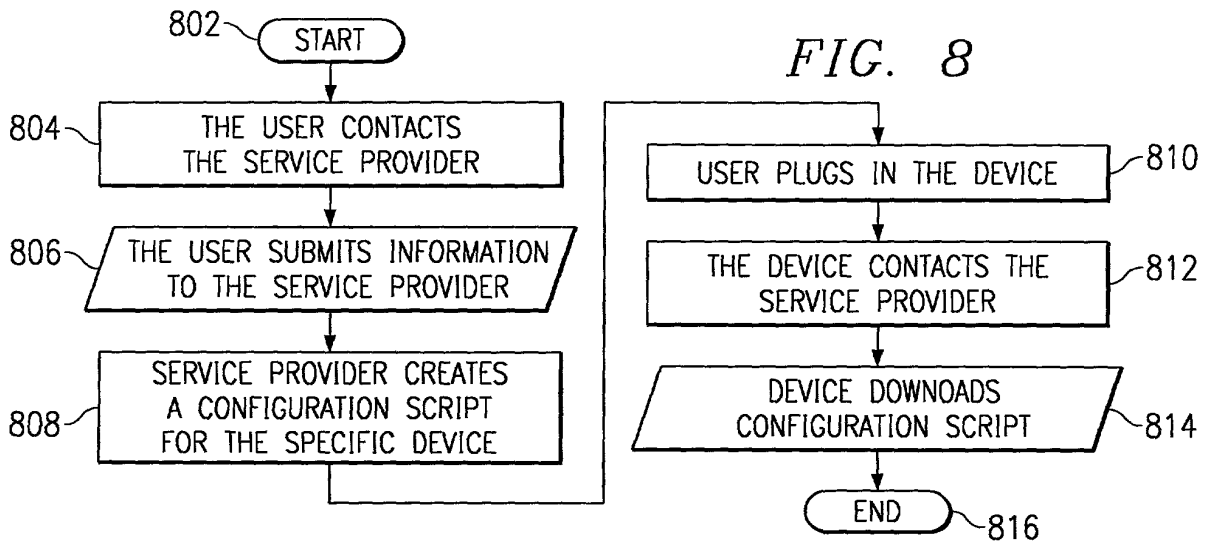 FIG. 8
802
START
804
THE USER CONTACTS
THE SERVICE PROVIDER
806
THE USER SUBMITS INFORMATION
TO THE SERVICE PROVIDER
808
SERVICE PROVIDER CREATES
A CONFIGURATION SCRIPT
FOR THE SPECIFIC DEVICE
USER PLUGS IN THE DEVICE
810
THE DEVICE CONTACTS THE
SERVICE PROVIDER
812
DEVICE DOWNOADS
CONFIGURATION SCRIPT
814
END
816